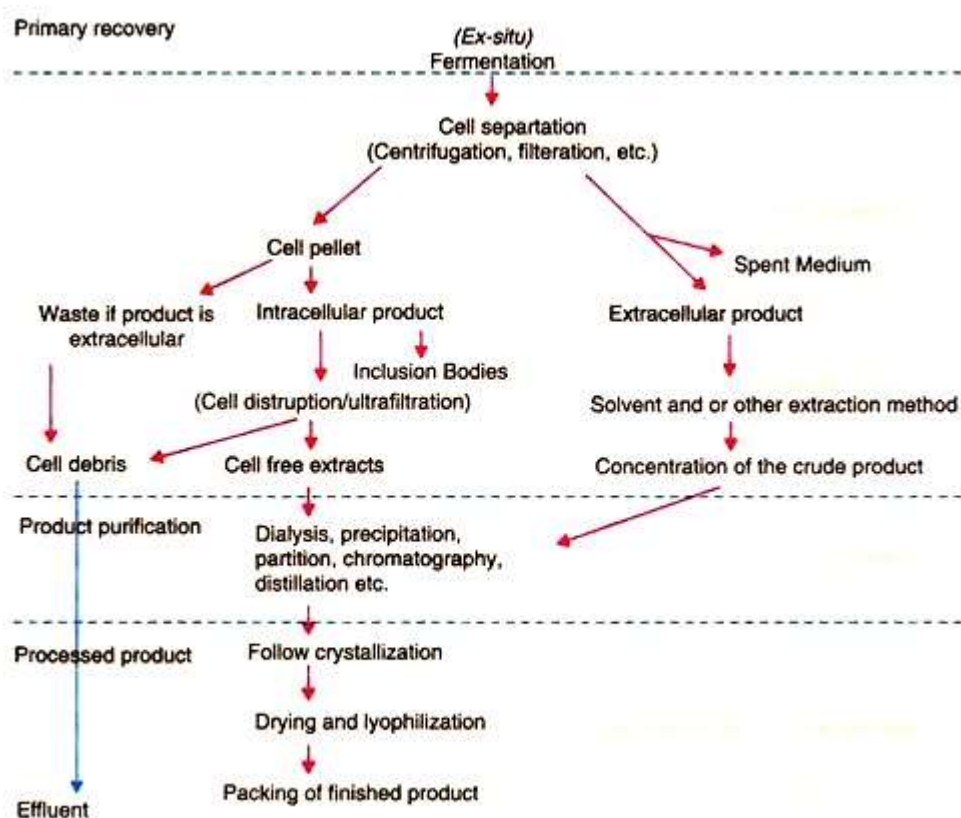 Primary recovery
(Ex-situ)
Fermentation
Cell separtation
(Centrifugation, filteration, etc.)
Cell pellet
Spent Medium
Waste if product is
extracellular
Intracellular product
Extracellular product
Inclusion Bodies
(Cell distruption/ultrafiltration)
Solvent and or other extraction method
Cell debris
Cell free extracts
Concentration of the crude product
Product purification
Dialysis, precipitation,
partition, chromatography,
distillation etc.
Processed product
Follow crystallization
Drying and lyophilization
Packing of finished product
Effluent